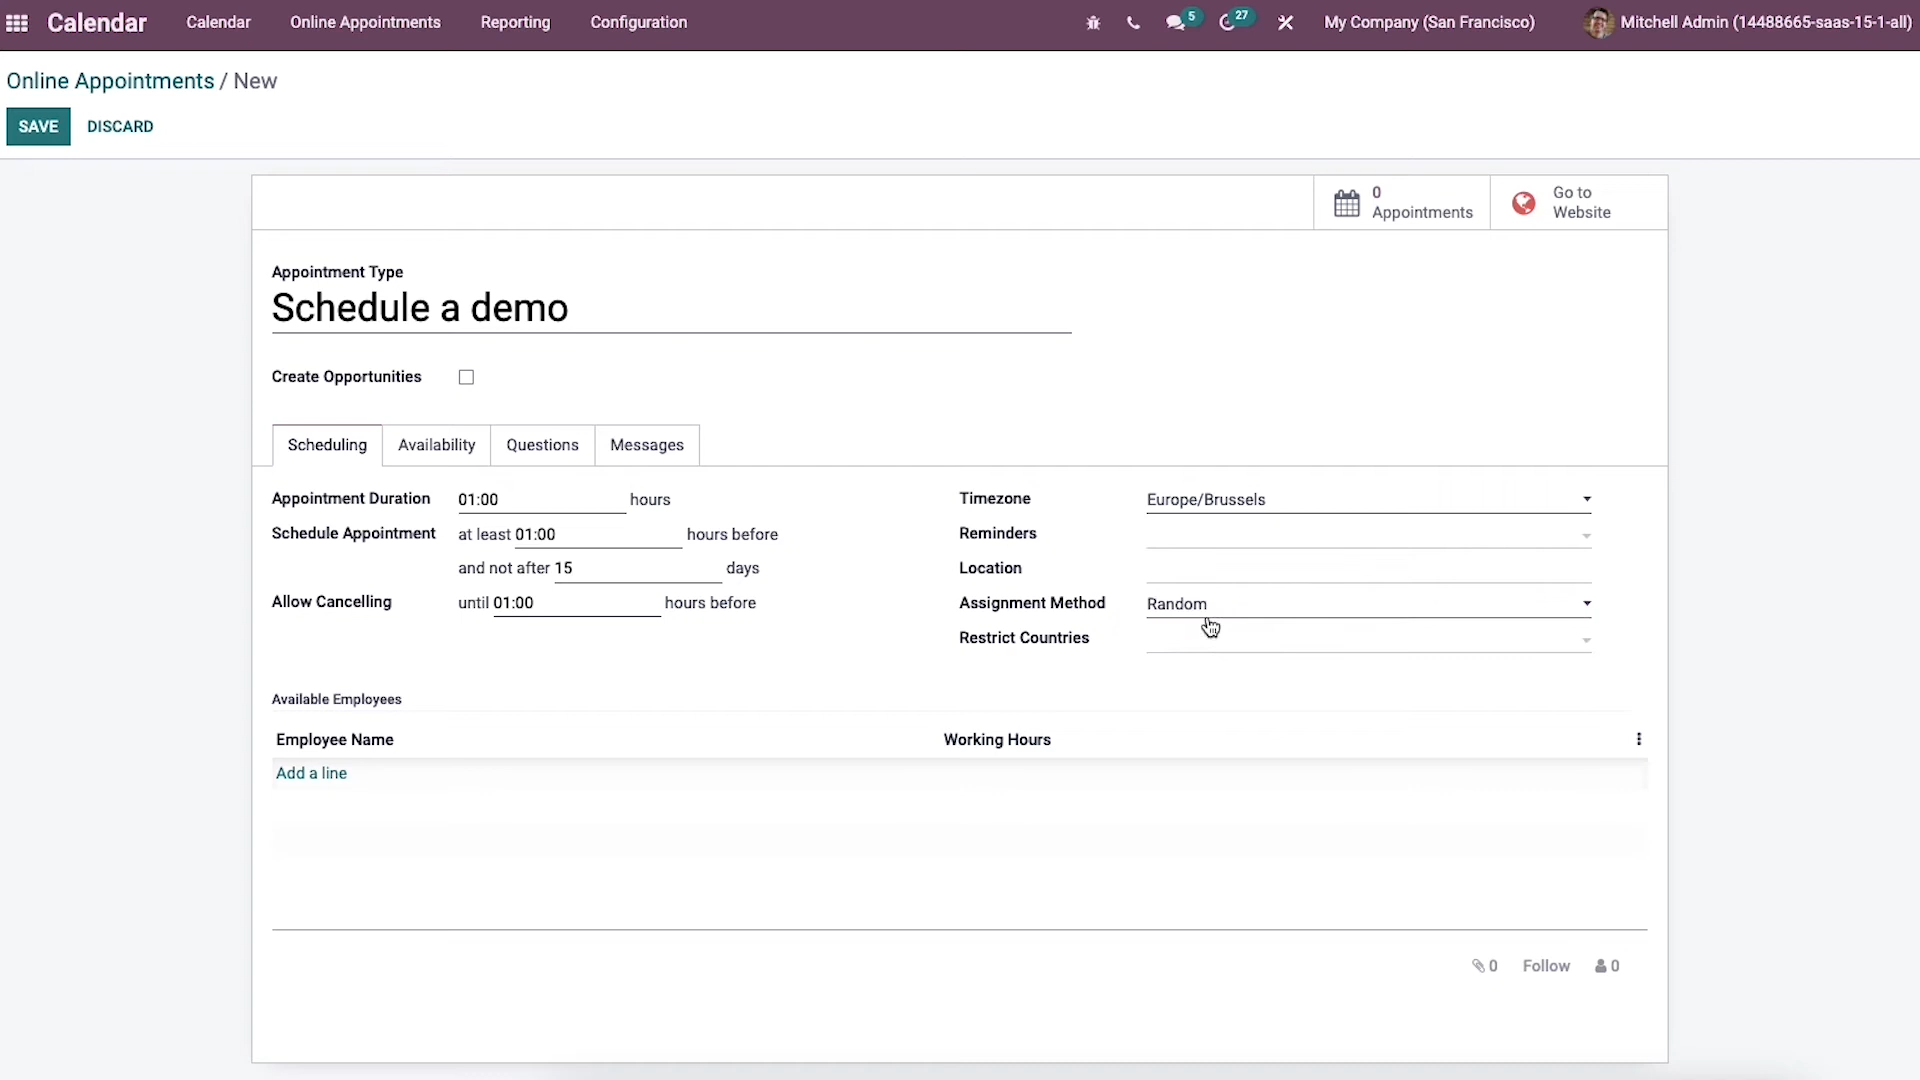 Calendar Calendar Online Appointments Reporting Configuration 5 27 My Company (San Francisco) Mitchell Admin (14488665-saas-15-1-all)
Online Appointments / New
SAVE DISCARD
0
Appointments
Go to
Website
Appointment Type
Schedule a demo
Create Opportunities
Scheduling Availability Questions Messages
Appointment Duration 01:00 hours
Schedule Appointment at least 01:00 hours before
and not after 15 days
Allow Cancelling until 01:00 hours before
Timezone Europe/Brussels
Reminders
Location
Assignment Method Random
Restrict Countries
Available Employees
Employee Name Working Hours
Add a line
0 Follow 0